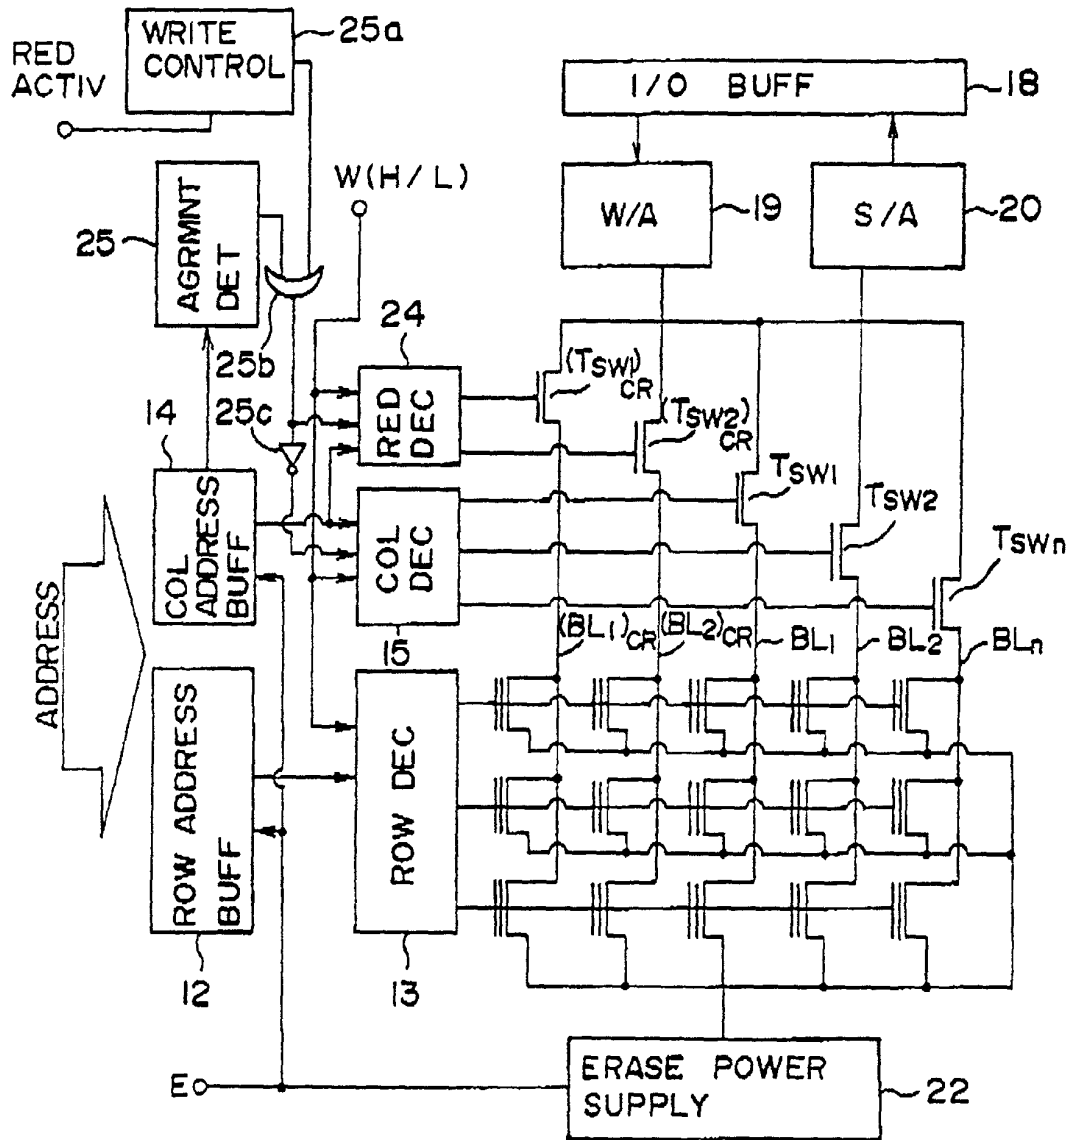 WRITE
CONTROL
25a
RED
ACTIV
I/O BUFF
18
W(H/L)
W/A
19
S/A
20
25
AGRMNT
DET
25b
24
14
25c
RED
DEC
(TSW1)CR
(TSW2)CR
TSW1
TSW2
TSWn
ADDRESS
COL
ADDRESS
BUFF
COL
DEC
15
(BL1)CR
(BL2)CR
BL1
BL2
BLn
ROW ADDRESS
BUFF
12
ROW DEC
13
E
ERASE POWER
SUPPLY
22